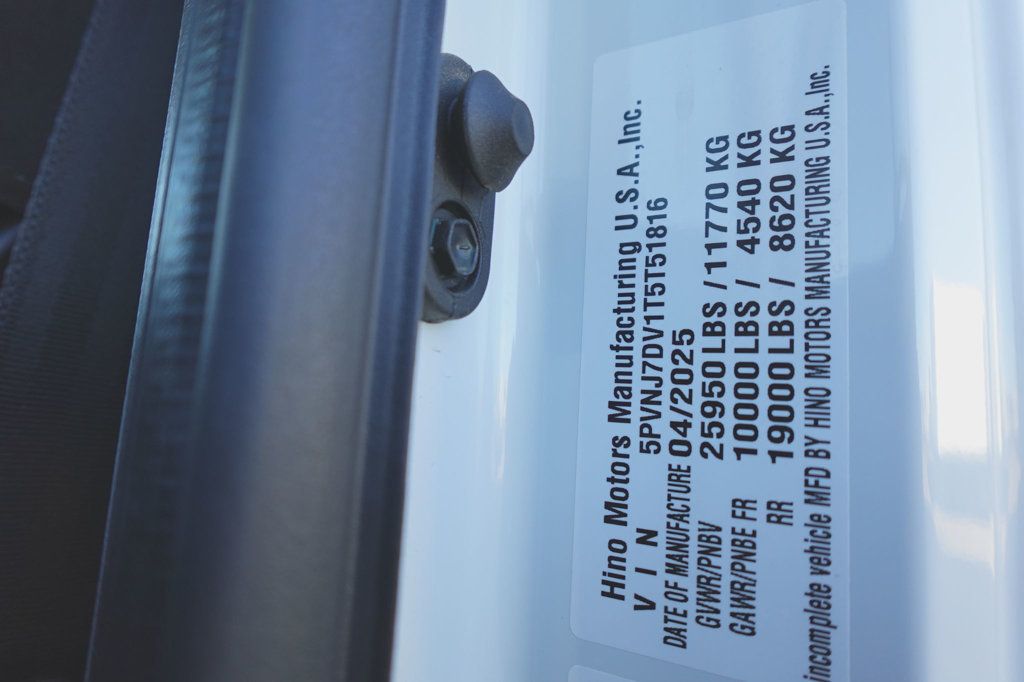 Hino Motors Manufacturing U.S.A.,Inc.
VIN 5PVNJ7DV1T5T51816
DATE OF MANUFACTURE 04/2025
GVWR/PNBV 25950 LBS / 11770 KG
GAWR/PNBE FR 10000 LBS / 4540 KG
RR 19000 LBS / 8620 KG
incomplete vehicle MFD BY HINO MOTORS MANUFACTURING U.S.A.,Inc.